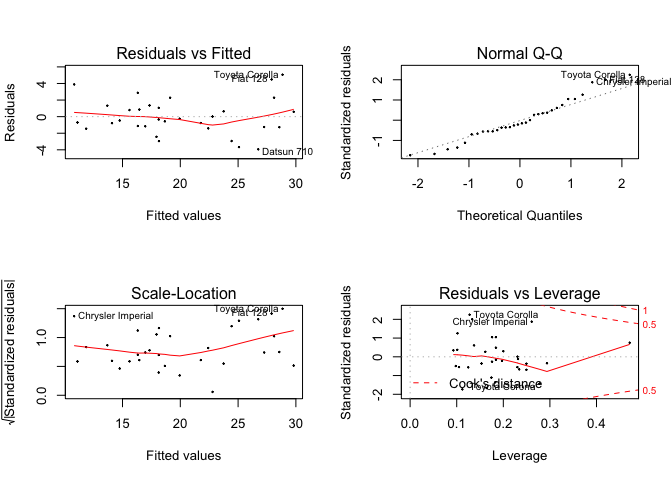 Residuals vs Fitted
Residuals
4
0
-4
Toyota Corolla
Fiat 128
Datsun 710
15 20 25 30
Fitted values
Normal Q-Q
Standardized residuals
2
1
-1
Toyota Corolla
Fiat 128
Chrysler Imperial
-2 -1 0 1 2
Theoretical Quantiles
Scale-Location
√|Standardized residuals|
1.0
0.0
Chrysler Imperial
Toyota Corolla
Fiat 128
15 20 25 30
Fitted values
Residuals vs Leverage
Standardized residuals
2
1
0
-2
Toyota Corolla
Chrysler Imperial
Toyota Corona
Cook's distance
1
0.5
0.5
0.0 0.1 0.2 0.3 0.4
Leverage